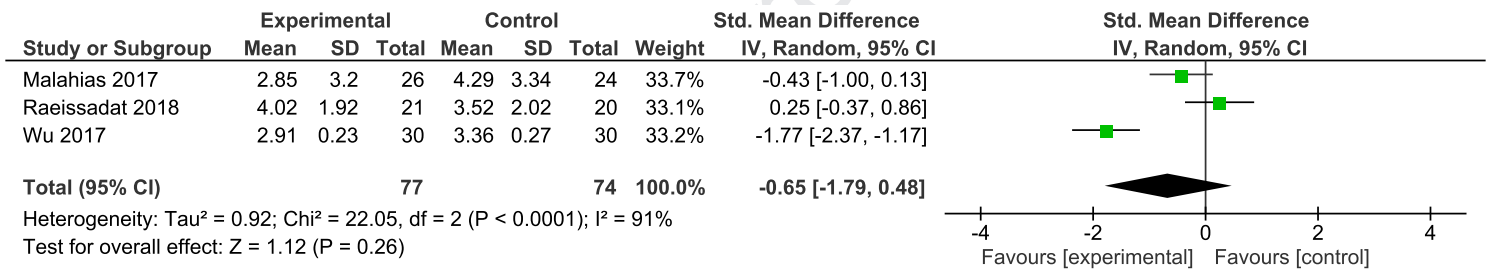 Experimental Control Std. Mean Difference Std. Mean Difference
Study or Subgroup Mean SD Total Mean SD Total Weight IV, Random, 95% CI IV, Random, 95% CI
Malahias 2017 2.85 3.2 26 4.29 3.34 24 33.7% -0.43 [-1.00, 0.13]
Raeissadat 2018 4.02 1.92 21 3.52 2.02 20 33.1% 0.25 [-0.37, 0.86]
Wu 2017 2.91 0.23 30 3.36 0.27 30 33.2% -1.77 [-2.37, -1.17]
Total (95% CI) 77 74 100.0% -0.65 [-1.79, 0.48]
Heterogeneity: Tau² = 0.92; Chi² = 22.05, df = 2 (P < 0.0001); I² = 91%
Test for overall effect: Z = 1.12 (P = 0.26)
-4 -2 0 2 4
Favours [experimental] Favours [control]